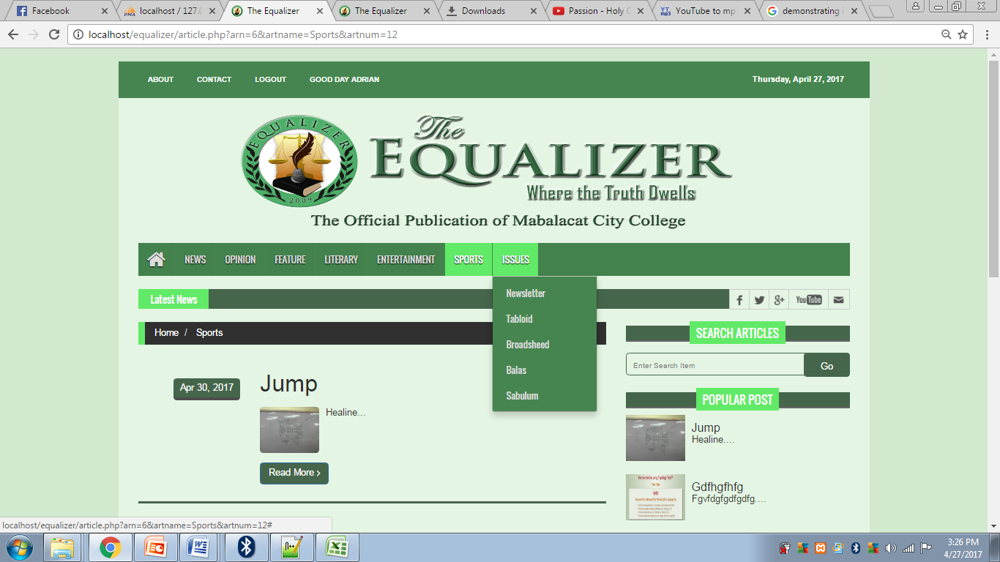 Facebook
localhost / 127.0
The Equalizer
The Equalizer
Downloads
Passion - Holy G
YouTube to mp
demonstrating i
localhost/equalizer/article.php?arn=6&artname=Sports&artnum=12
ABOUT CONTACT LOGOUT GOOD DAY ADRIAN
Thursday, April 27, 2017
EQUALIZER
2009
The
EQUALIZER
Where the Truth Dwells
The Official Publication of Mabalacat City College
NEWS OPINION FEATURE LITERARY ENTERTAINMENT SPORTS ISSUES
Newsletter
Tabloid
Broadsheed
Balas
Sabulum
Latest News
You Tube
Home / Sports
Apr 30, 2017
Jump
Healine...
Read More ›
SEARCH ARTICLES
Enter Search Item
Go
POPULAR POST
Jump
Healine....
Gdfhgfhfg
Fgvfdgfgdfgdfg....
localhost/equalizer/article.php?arn=6&artname=Sports&artnum=12#
3:26 PM
4/27/2017